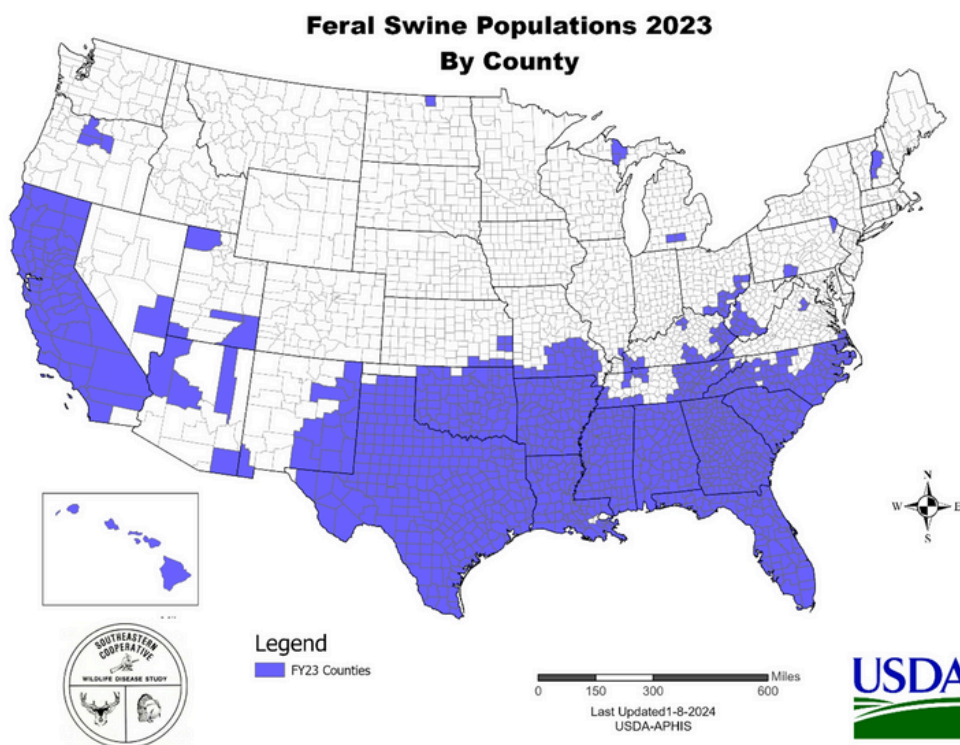 Feral Swine Populations 2023
By County
N
W E
S
SOUTHEASTERN
COOPERATIVE
WILDLIFE DISEASE STUDY
Legend
FY23 Counties
0 150 300 600 Miles
Last Updated1-8-2024
USDA-APHIS
USDA